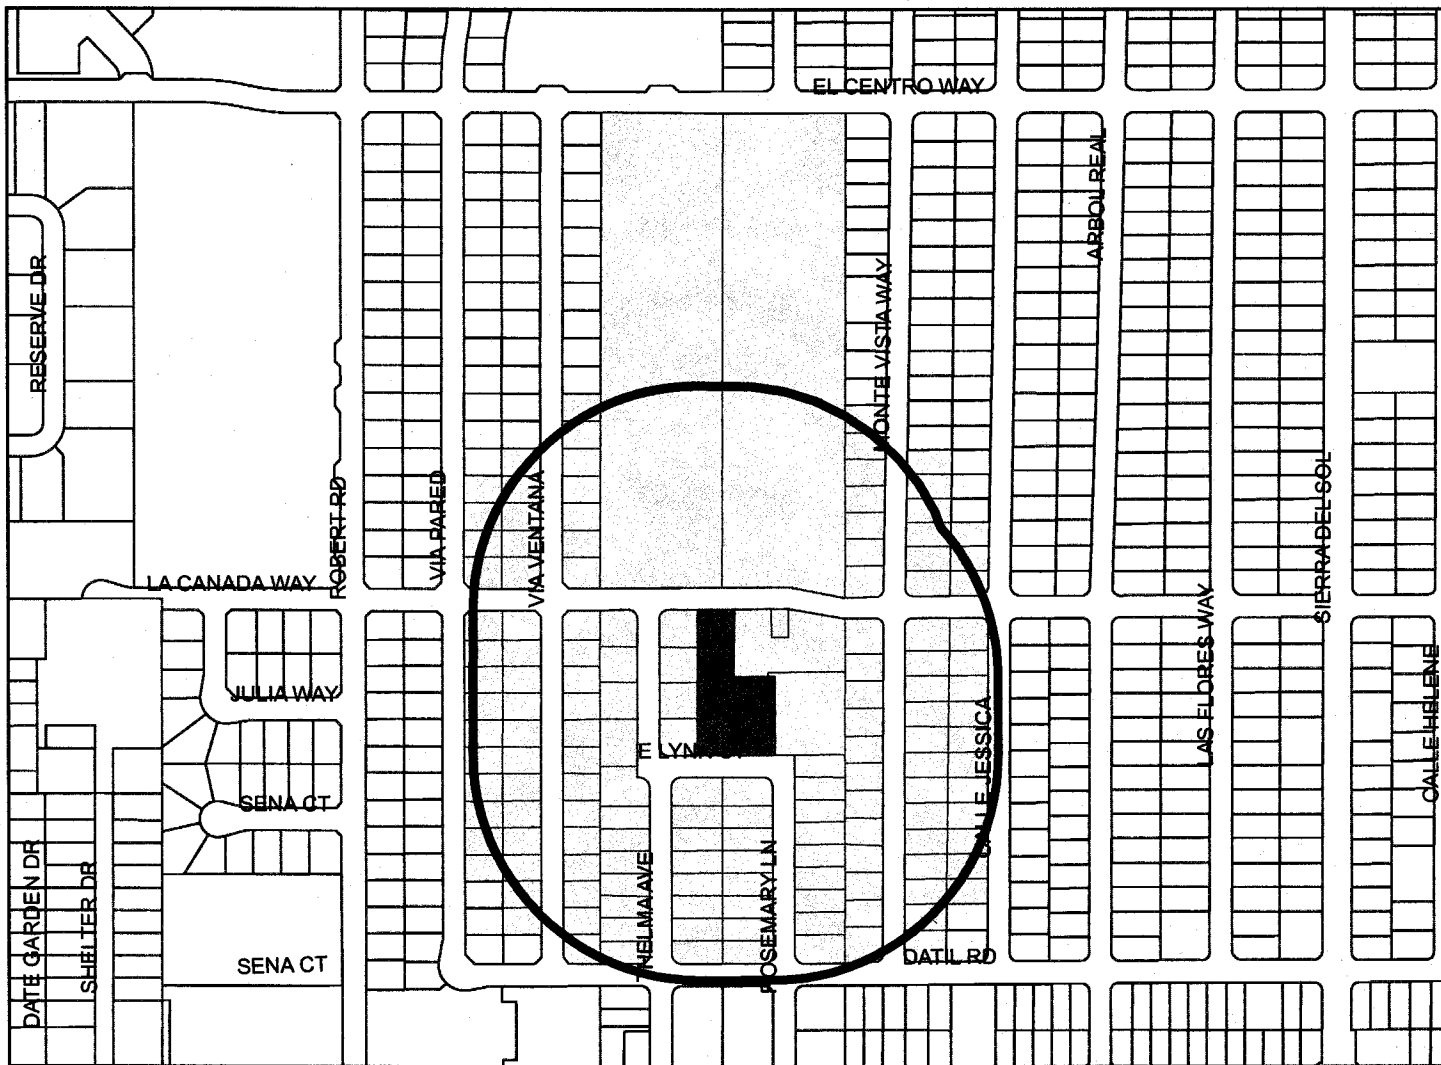 EL CENTRO WAY
ARBOL REAL
RESERVE DR
MONTE VISTA WAY
ROBERT RD
VIA PARED
VIA VENTANA
SIERRA DEL SOL
LA CANADA WAY
LAS FLORES WAY
CALLE HELENE
JULIA WAY
E LYNN
CALLE JESSICA
SENA CT
DATE GARDEN DR
SHELTER DR
THELMA AVE
ROSEMARY LN
SENA CT
DATIL RD